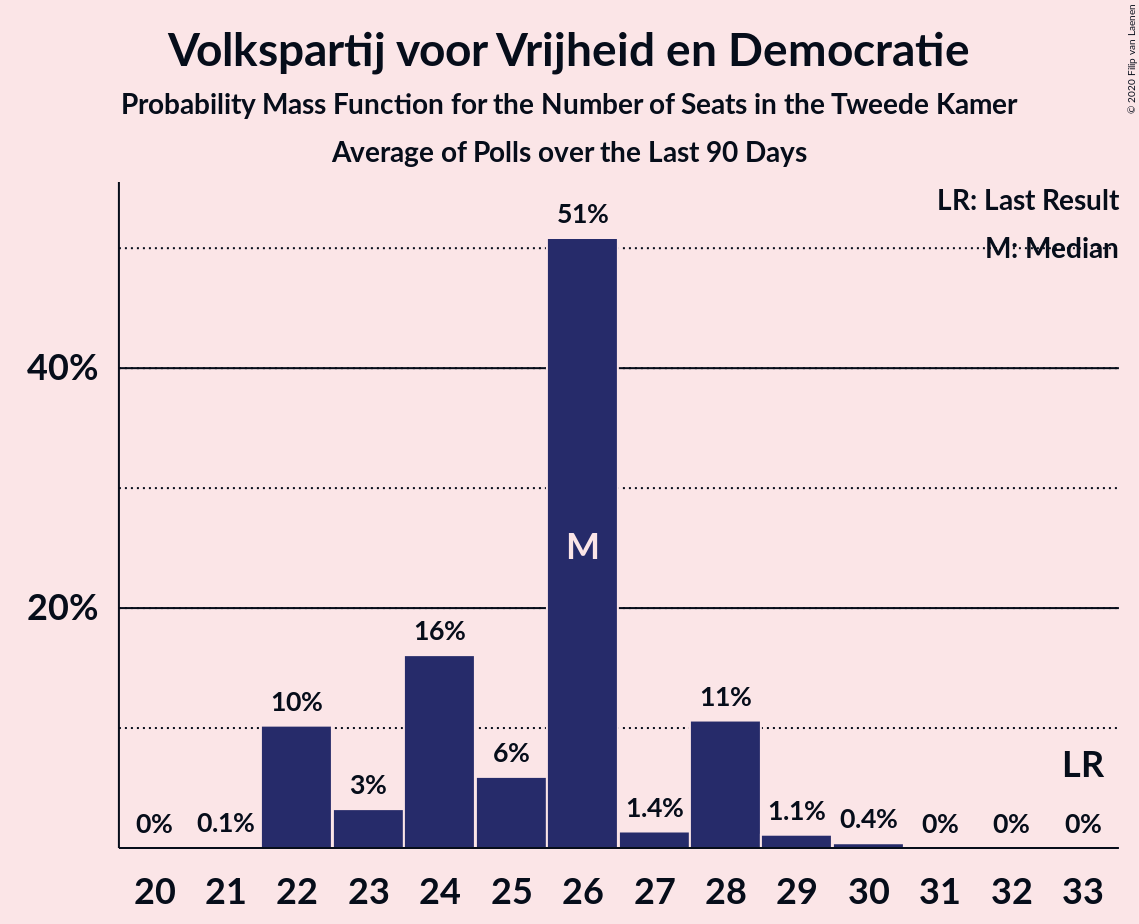 Volkspartij voor Vrijheid en Democratie
Probability Mass Function for the Number of Seats in the Tweede Kamer
Average of Polls over the Last 90 Days
© 2020 Filip van Laenen
LR: Last Result
M: Median
51%
40%
M
20%
16%
10%
11%
6%
3%
LR
0%
0.1%
1.4%
1.1%
0.4%
0%
0%
0%
20 21 22 23 24 25 26 27 28 29 30 31 32 33